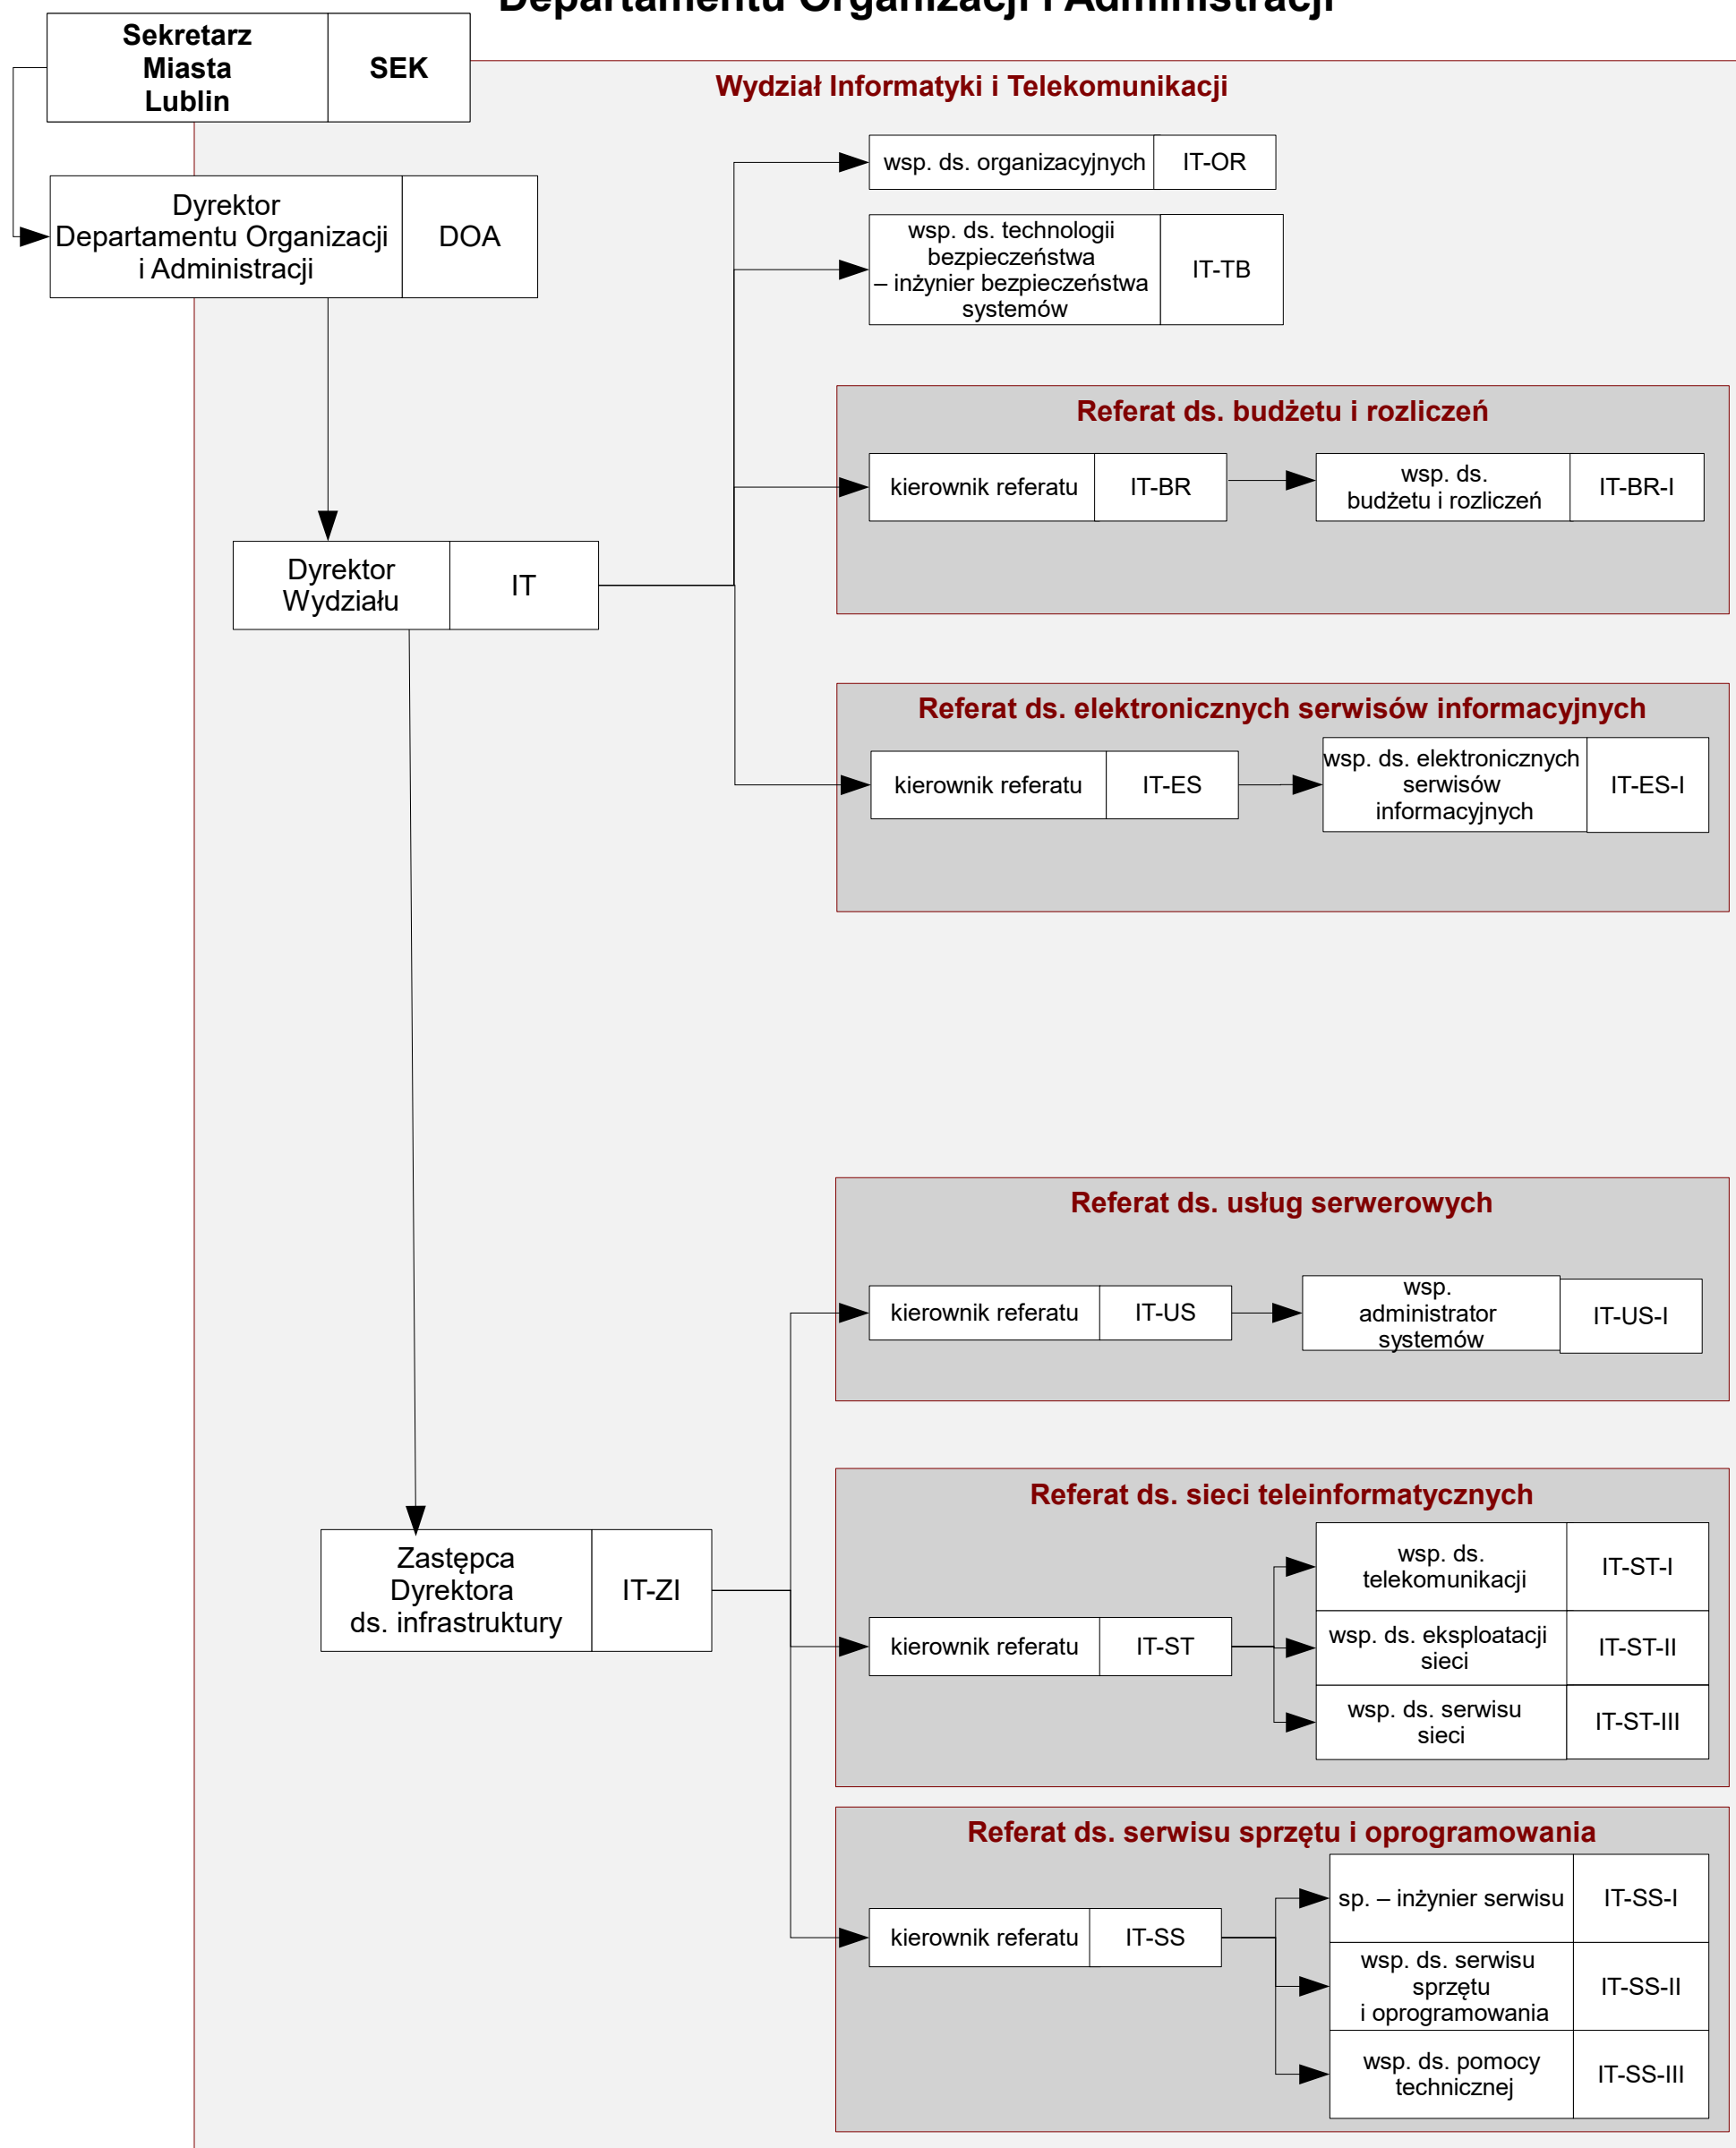 Departamentu Organizacji i Administracji
Sekretarz
Miasta
Lublin
SEK
Wydział Informatyki i Telekomunikacji
wsp. ds. organizacyjnych
IT-OR
Dyrektor
Departamentu Organizacji
i Administracji
DOA
wsp. ds. technologii
bezpieczeństwa
– inżynier bezpieczeństwa
systemów
IT-TB
Referat ds. budżetu i rozliczeń
kierownik referatu
IT-BR
wsp. ds.
budżetu i rozliczeń
IT-BR-I
Dyrektor
Wydziału
IT
Referat ds. elektronicznych serwisów informacyjnych
kierownik referatu
IT-ES
wsp. ds. elektronicznych
serwisów
informacyjnych
IT-ES-I
Referat ds. usług serwerowych
kierownik referatu
IT-US
wsp.
administrator
systemów
IT-US-I
Referat ds. sieci teleinformatycznych
Zastępca
Dyrektora
ds. infrastruktury
IT-ZI
kierownik referatu
IT-ST
wsp. ds.
telekomunikacji
IT-ST-I
wsp. ds. eksploatacji
sieci
IT-ST-II
wsp. ds. serwisu
sieci
IT-ST-III
Referat ds. serwisu sprzętu i oprogramowania
kierownik referatu
IT-SS
sp. – inżynier serwisu
IT-SS-I
wsp. ds. serwisu
sprzętu
i oprogramowania
IT-SS-II
wsp. ds. pomocy
technicznej
IT-SS-III